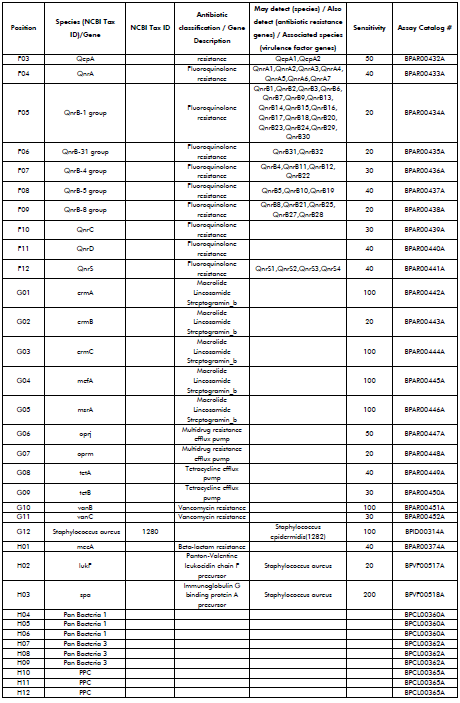 Position Species (NCBI Tax ID)/Gene NCBI Tax ID Antibiotic classification / Gene Description May detect (species) / Also detect (antibiotic resistance genes) / Associated species (virulence factor genes) Sensitivity Assay Catalog #
F03 QepA resistance QepA1,QepA2 50 BPAR00432A
F04 QnrA Fluoroquinolone resistance QnrA1,QnrA2,QnrA3,QnrA4, QnrA5,QnrA6,QnrA7 40 BPAR00433A
F05 QnrB-1 group Fluoroquinolone resistance QnrB1,QnrB2,QnrB3,QnrB6, QnrB7,QnrB9,QnrB13, QnrB14,QnrB15,QnrB16, QnrB17,QnrB18,QnrB20, QnrB23,QnrB24,QnrB29, QnrB30 20 BPAR00434A
F06 QnrB-31 group Fluoroquinolone resistance QnrB31,QnrB32 20 BPAR00435A
F07 QnrB-4 group Fluoroquinolone resistance QnrB4,QnrB11,QnrB12, QnrB22 30 BPAR00436A
F08 QnrB-5 group Fluoroquinolone resistance QnrB5,QnrB10,QnrB19 40 BPAR00437A
F09 QnrB-8 group Fluoroquinolone resistance QnrB8,QnrB21,QnrB25, QnrB27,QnrB28 20 BPAR00438A
F10 QnrC Fluoroquinolone resistance 30 BPAR00439A
F11 QnrD Fluoroquinolone resistance 40 BPAR00440A
F12 QnrS Fluoroquinolone resistance QnrS1,QnrS2,QnrS3,QnrS4 40 BPAR00441A
G01 ermA Macrolide Lincosamide Streptogramin_b 100 BPAR00442A
G02 ermB Macrolide Lincosamide Streptogramin_b 20 BPAR00443A
G03 ermC Macrolide Lincosamide Streptogramin_b 100 BPAR00444A
G04 mefA Macrolide Lincosamide Streptogramin_b 100 BPAR00445A
G05 msrA Macrolide Lincosamide Streptogramin_b 100 BPAR00446A
G06 oprj Multidrug resistance efflux pump 50 BPAR00447A
G07 oprm Multidrug resistance efflux pump 20 BPAR00448A
G08 tetA Tetracycline efflux pump 40 BPAR00449A
G09 tetB Tetracycline efflux pump 30 BPAR00450A
G10 vanB Vancomycin resistance 100 BPAR00451A
G11 vanC Vancomycin resistance 30 BPAR00452A
G12 Staphylococcus aureus 1280 Staphylococcus epidermidis(1282) 100 BPID00314A
H01 mecA Beta-lactam resistance 40 BPAR00374A
H02 lukF Panton-Valentine leukocidin chain F precursor Staphylococcus aureus 20 BPVF00517A
H03 spa Immunoglobulin G binding protein A precursor Staphylococcus aureus 200 BPVF00518A
H04 Pan Bacteria 1 BPCL00360A
H05 Pan Bacteria 1 BPCL00360A
H06 Pan Bacteria 1 BPCL00360A
H07 Pan Bacteria 3 BPCL00362A
H08 Pan Bacteria 3 BPCL00362A
H09 Pan Bacteria 3 BPCL00362A
H10 PPC BPCL00365A
H11 PPC BPCL00365A
H12 PPC BPCL00365A